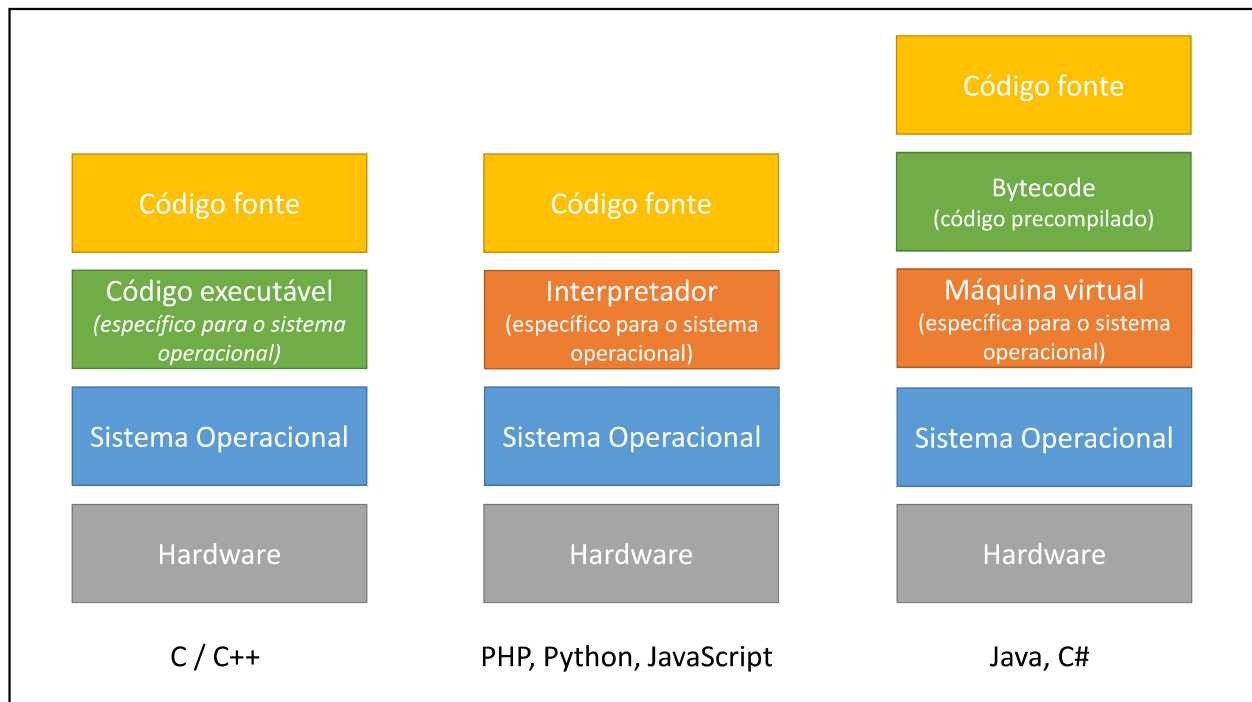 Código fonte
Código executável
(específico para o sistema
operacional)
Sistema Operacional
Hardware
C / C++
Código fonte
Interpretador
(específico para o sistema
operacional)
Sistema Operacional
Hardware
PHP, Python, JavaScript
Código fonte
Bytecode
(código precompilado)
Máquina virtual
(específica para o sistema
operacional)
Sistema Operacional
Hardware
Java, C#